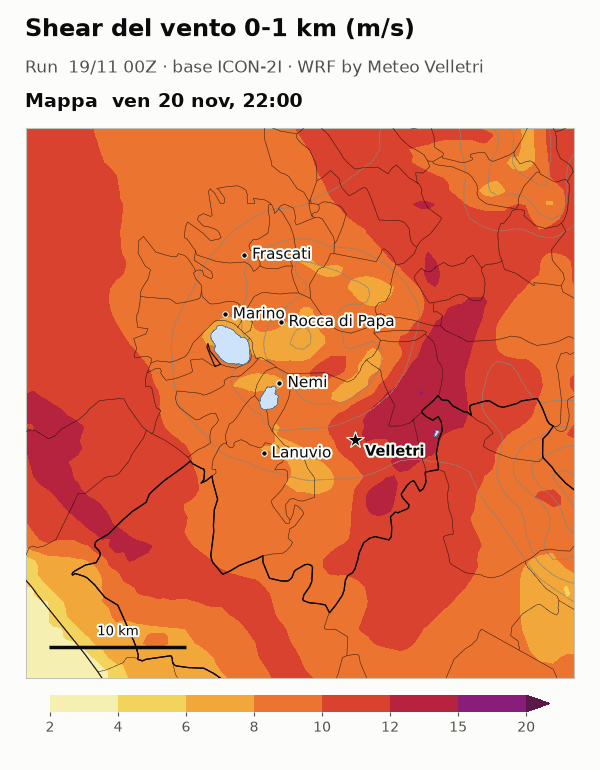 Shear del vento 0-1 km (m/s)
Run  19/11 00Z · base ICON-2I · WRF by Meteo Velletri
Mappa  ven 20 nov, 22:00
Frascati
Marino
Rocca di Papa
Nemi
Velletri
Lanuvio
10 km
2 4 6 8 10 12 15 20